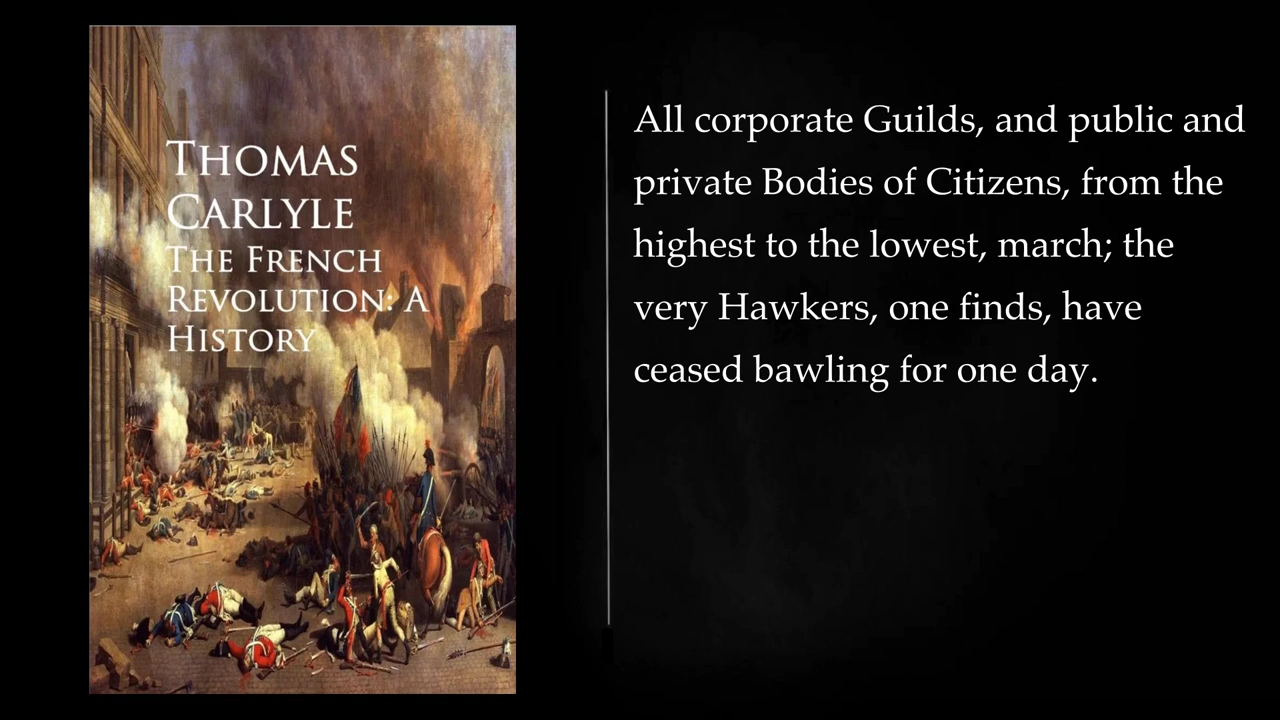 THOMAS
CARLYLE
THE FRENCH
REVOLUTION: A
HISTORY
All corporate Guilds, and public and
private Bodies of Citizens, from the
highest to the lowest, march; the
very Hawkers, one finds, have
ceased bawling for one day.